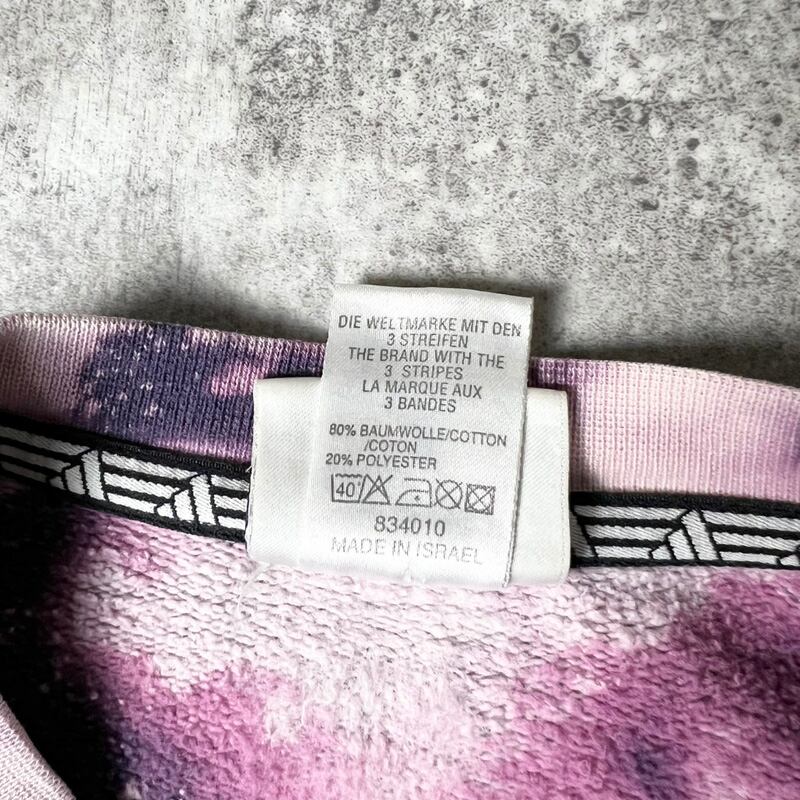 DIE WELTMARKE MIT DEN
3 STREIFEN
THE BRAND WITH THE
3 STRIPES
LA MARQUE AUX
3 BANDES
80% BAUMWOLLE/COTTON
/COTON
20% POLYESTER
40°
834010
MADE IN ISRAEL